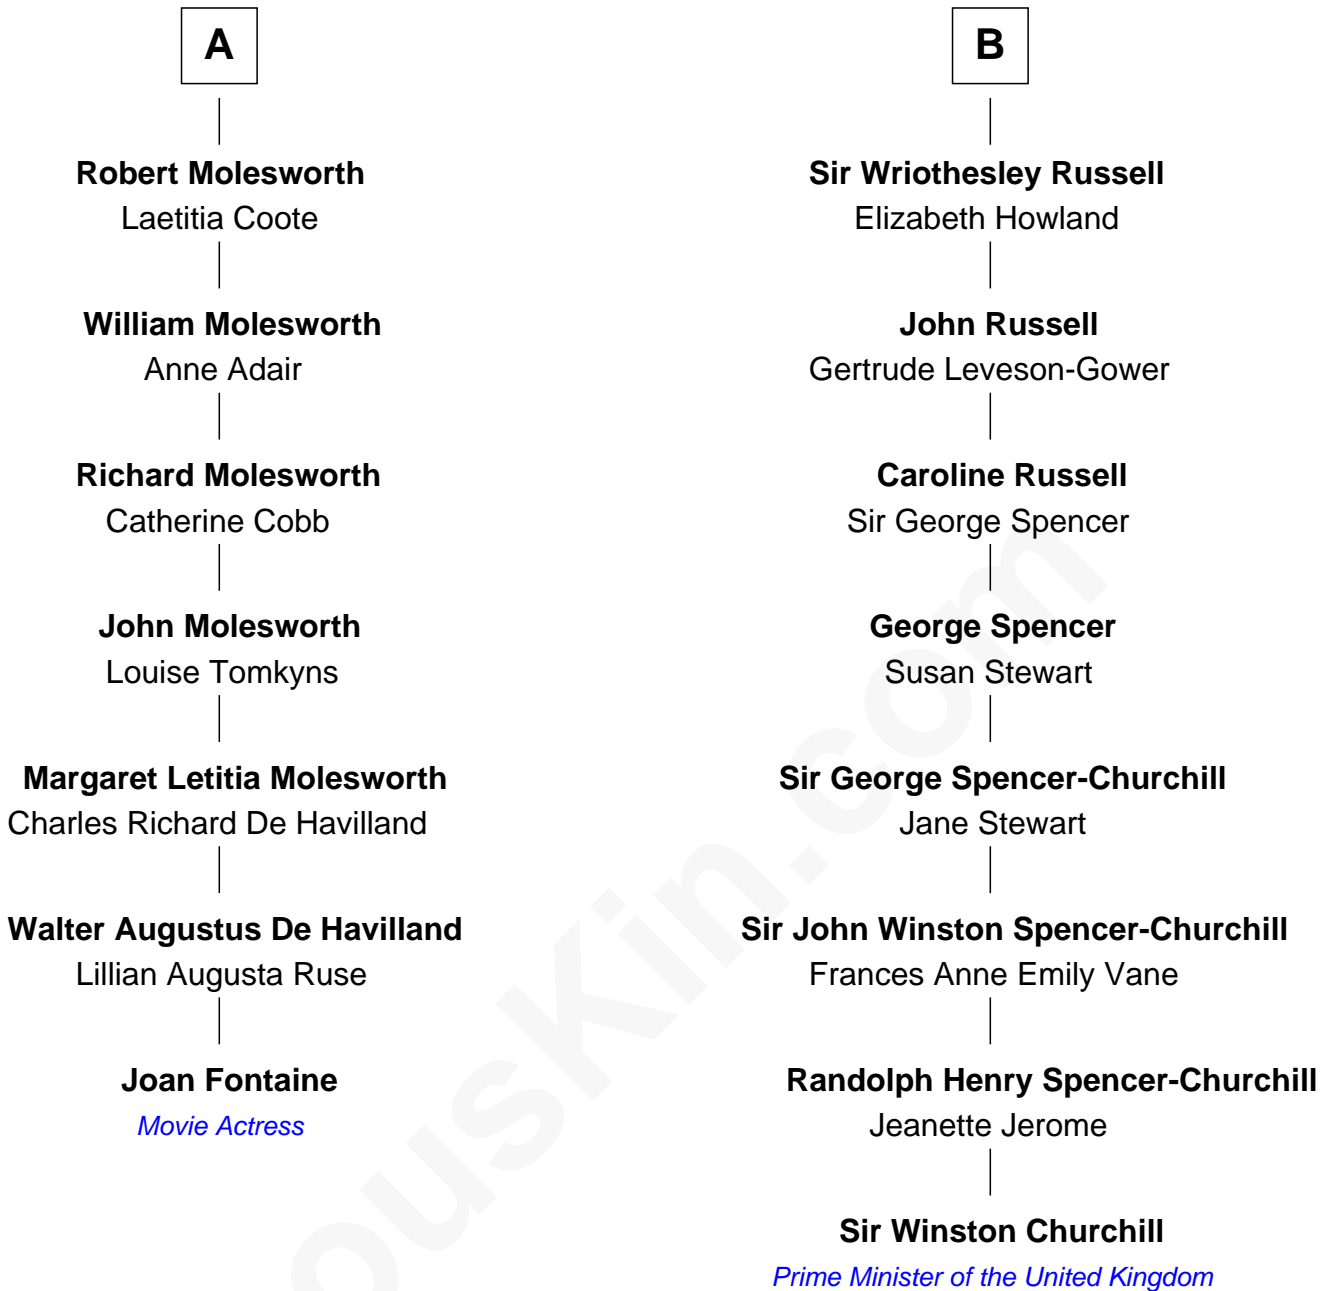 A
Robert Molesworth
Laetitia Coote
William Molesworth
Anne Adair
Richard Molesworth
Catherine Cobb
John Molesworth
Louise Tomkyns
Margaret Letitia Molesworth
Charles Richard De Havilland
Walter Augustus De Havilland
Lillian Augusta Ruse
Joan Fontaine
Movie Actress
B
Sir Wriothesley Russell
Elizabeth Howland
John Russell
Gertrude Leveson-Gower
Caroline Russell
Sir George Spencer
George Spencer
Susan Stewart
Sir George Spencer-Churchill
Jane Stewart
Sir John Winston Spencer-Churchill
Frances Anne Emily Vane
Randolph Henry Spencer-Churchill
Jeanette Jerome
Sir Winston Churchill
Prime Minister of the United Kingdom
ousKin.com